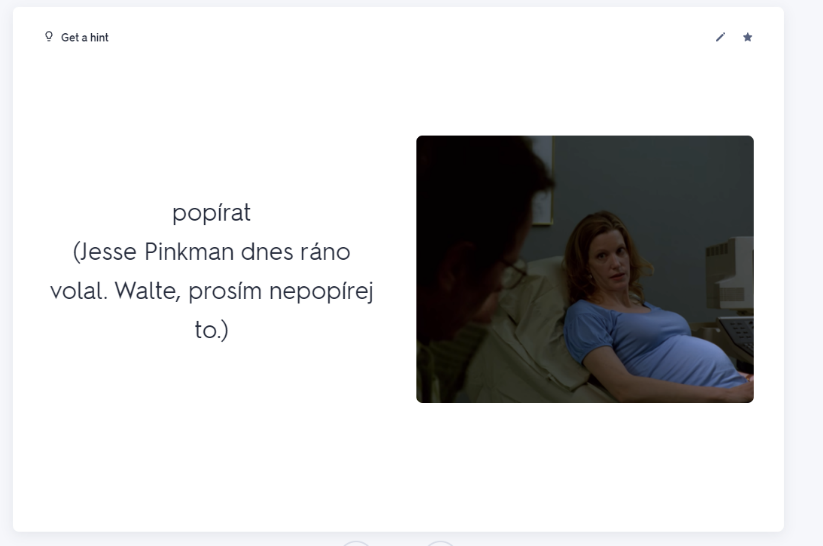 Get a hint
popírat
(Jesse Pinkman dnes ráno
volal. Walte, prosím nepopírej
to.)